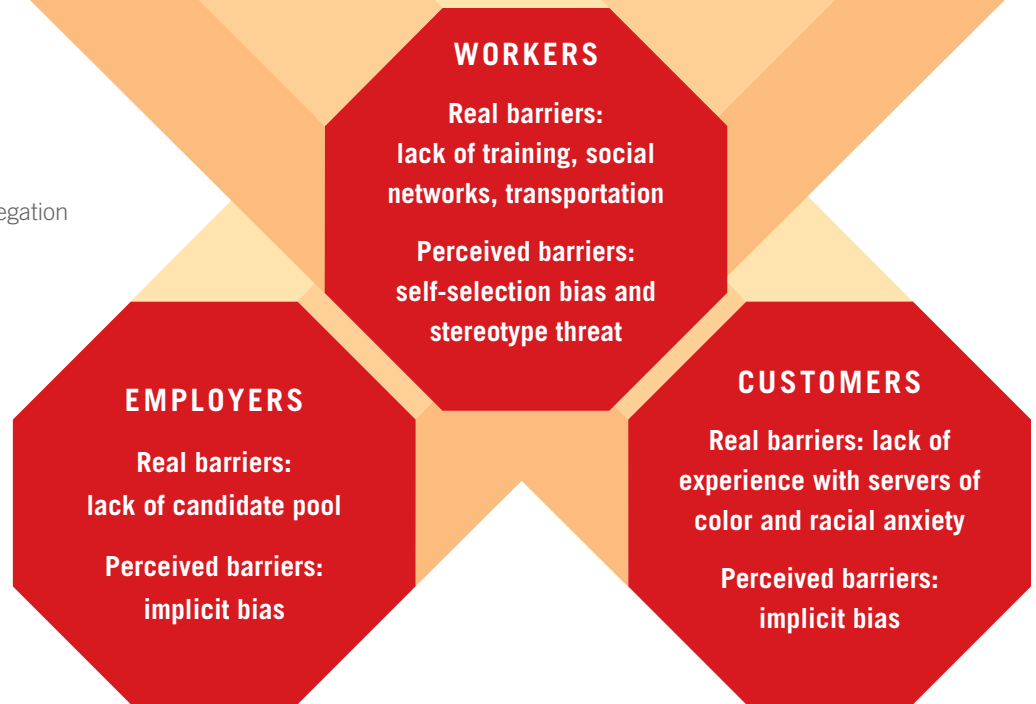 WORKERS
Real barriers:
lack of training, social
networks, transportation
Perceived barriers:
self-selection bias and
stereotype threat
EMPLOYERS
Real barriers:
lack of candidate pool
Perceived barriers:
implicit bias
CUSTOMERS
Real barriers: lack of
experience with servers of
color and racial anxiety
Perceived barriers:
implicit bias